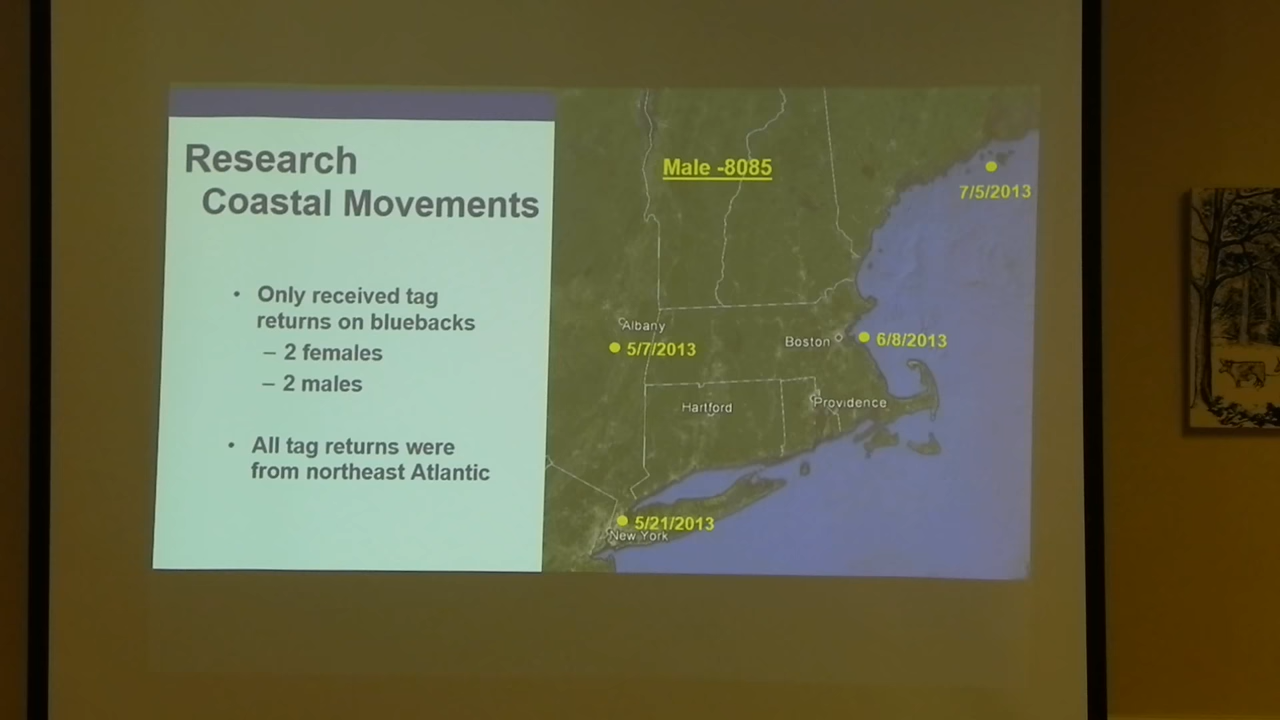 Research
Coastal Movements
• Only received tag
returns on bluebacks
– 2 females
– 2 males
• All tag returns were
from northeast Atlantic
Male -8085
7/5/2013
Albany
5/7/2013
Boston
6/8/2013
Hartford
Providence
5/21/2013
New York